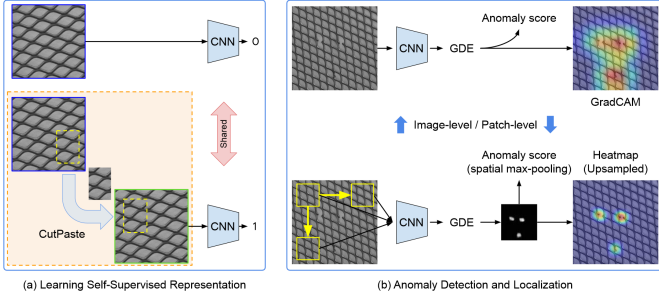 CNN
0
Shared
CutPaste
CNN
1
(a) Learning Self-Supervised Representation
Anomaly score
CNN
GDE
GradCAM
Image-level / Patch-level
Anomaly score
(spatial max-pooling)
Heatmap
(Upsampled)
CNN
GDE
(b) Anomaly Detection and Localization